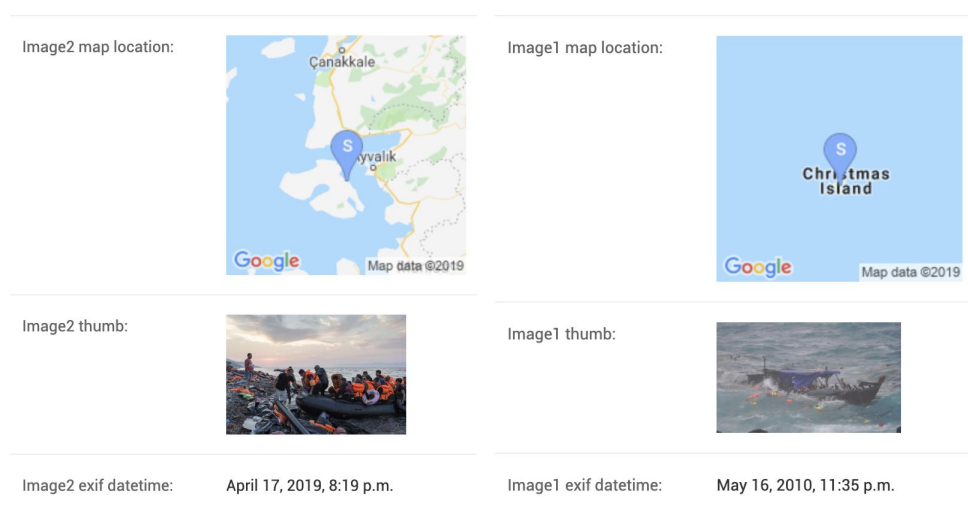 Image2 map location:
Çanakkale
S
yvalık
Google
Map data ©2019
Image2 thumb:
Image2 exif datetime: April 17, 2019, 8:19 p.m.
Image1 map location:
S
Christmas
Island
Google
Map data ©2019
Image1 thumb:
Image1 exif datetime: May 16, 2010, 11:35 p.m.